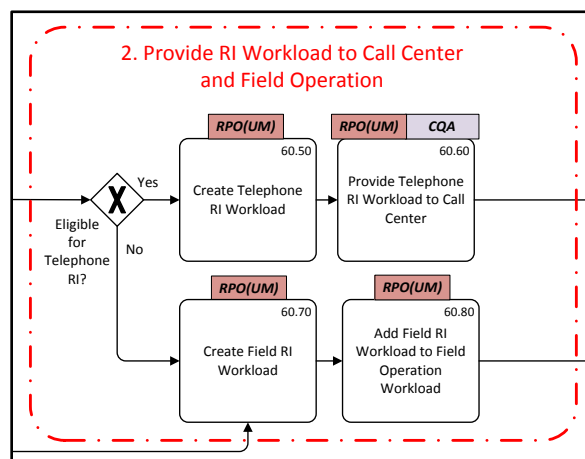 2. Provide RI Workload to Call Center
and Field Operation
RPO(UM)
RPO(UM) CQA
60.50
60.60
Yes
Create Telephone
RI Workload
Provide Telephone
RI Workload to Call
Center
X
Eligible
for
Telephone
RI?
No
RPO(UM)
RPO(UM)
60.70
60.80
Create Field RI
Workload
Add Field RI
Workload to Field
Operation
Workload